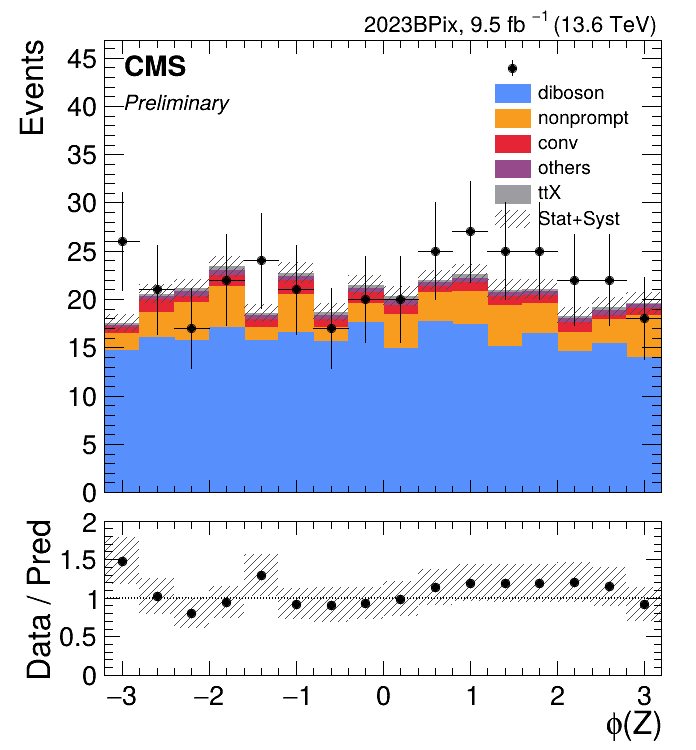 2023BPix, 9.5 fb⁻¹ (13.6 TeV)
CMS
Preliminary
Events
45
40
35
30
25
20
15
10
5
0
diboson
nonprompt
conv
others
ttX
Stat+Syst
Data / Pred
2
1.5
1
0.5
0
−3 −2 −1 0 1 2 3
ϕ(Z)